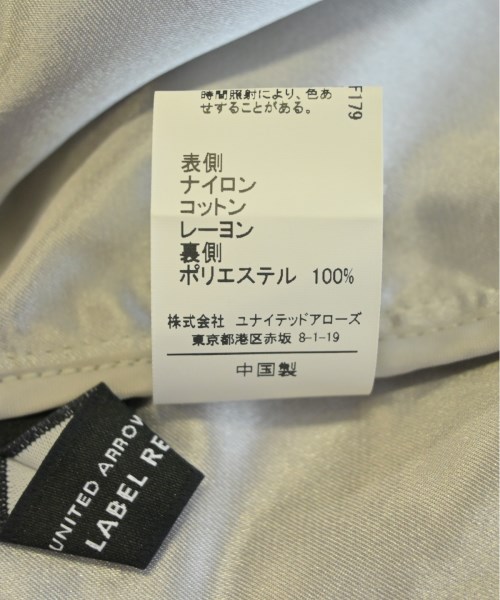 時間照射により、色あ
せすることがある。
F179
表側
ナイロン
コットン
レーヨン
裏側
ポリエステル 100%
株式会社 ユナイテッドアローズ
東京都港区赤坂 8-1-19
中国製
UNITED ARROW
LABEL RE